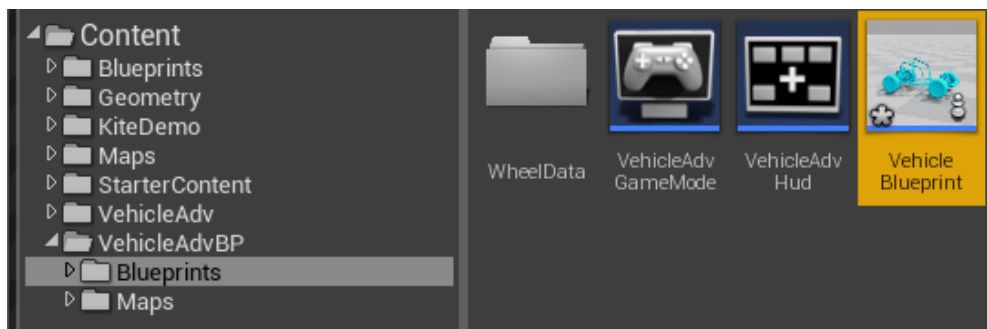 Content
Blueprints
Geometry
KiteDemo
Maps
StarterContent
VehicleAdv
VehicleAdvBP
Blueprints
Maps
WheelData
VehicleAdv
GameMode
VehicleAdv
Hud
Vehicle
Blueprint